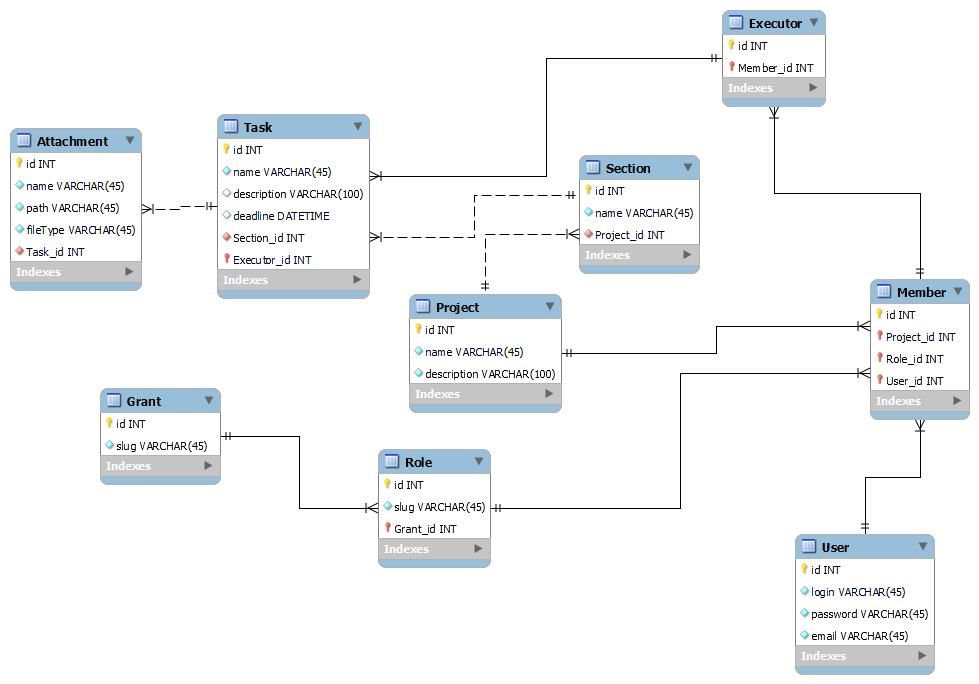 Executor
id INT
Member_id INT
Indexes
Attachment
id INT
name VARCHAR(45)
path VARCHAR(45)
fileType VARCHAR(45)
Task_id INT
Indexes
Task
id INT
name VARCHAR(45)
description VARCHAR(100)
deadline DATETIME
Section_id INT
Executor_id INT
Indexes
Section
id INT
name VARCHAR(45)
Project_id INT
Indexes
Project
id INT
name VARCHAR(45)
description VARCHAR(100)
Indexes
Member
id INT
Project_id INT
Role_id INT
User_id INT
Indexes
Grant
id INT
slug VARCHAR(45)
Indexes
Role
id INT
slug VARCHAR(45)
Grant_id INT
Indexes
User
id INT
login VARCHAR(45)
password VARCHAR(45)
email VARCHAR(45)
Indexes